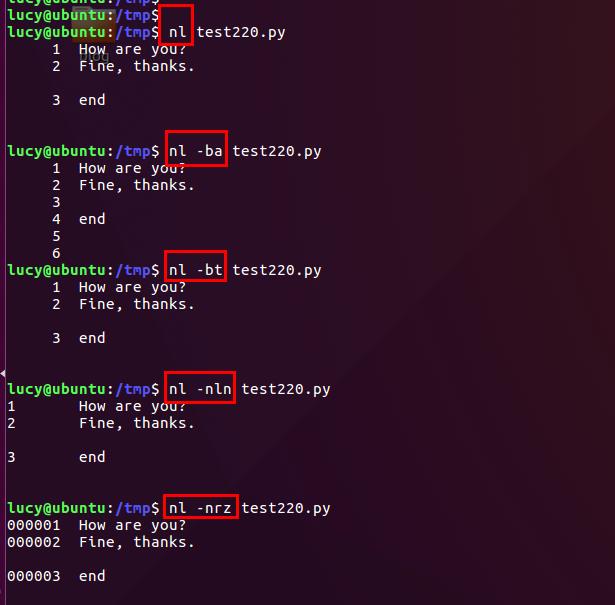 lucy@ubuntu:/tmp$
lucy@ubuntu:/tmp$
lucy@ubuntu:/tmp$ nl test220.py
     1	How are you?
     2	Fine, thanks.
     3	end
lucy@ubuntu:/tmp$ nl -ba test220.py
     1	How are you?
     2	Fine, thanks.
     3
     4	end
     5
     6
lucy@ubuntu:/tmp$ nl -bt test220.py
     1	How are you?
     2	Fine, thanks.
     3	end
lucy@ubuntu:/tmp$ nl -nln test220.py
1     	How are you?
2     	Fine, thanks.
3     	end
lucy@ubuntu:/tmp$ nl -nrz test220.py
000001	How are you?
000002	Fine, thanks.
000003	end